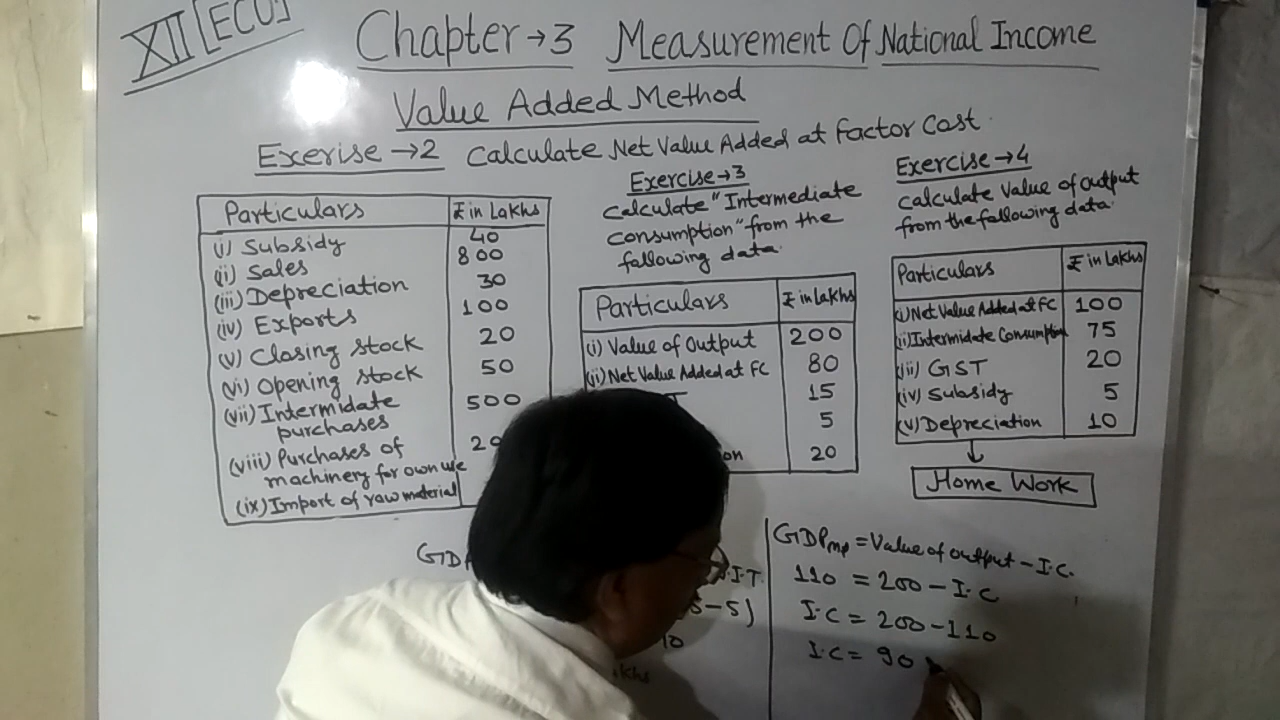 XII [ECO]
Chapter→3 Measurement Of National Income
Value Added Method
Exerise→2 Calculate Net Value Added at Factor Cost
Particulars ₹ in Lakhs
(i) Subsidy 40
(ii) Sales 800
(iii) Depreciation 30
(iv) Exports 100
(v) Closing stock 20
(vi) Opening stock 50
(vii) Intermidate 500
purchases
(viii) Purchases of
machinery for own use
(ix) Import of raw material
Exercise→3
Calculate "Intermediate
Consumption" from the
following data.
Particulars ₹ in Lakhs
(i) Value of Output 200
(ii) Net Value Added at FC 80
15
5
20
Exercise→4
calculate Value of output
from the following data.
Particulars ₹ in Lakhs
(i) Net Value Added at FC 100
(ii) Intermidate Consumption 75
(iii) GST 20
(iv) Subsidy 5
(v) Depreciation 10
Home Work
I.T
-5)
10
GDPmp = Value of output - I.C.
110 = 200 - I.C
I.C = 200-110
I.C = 90